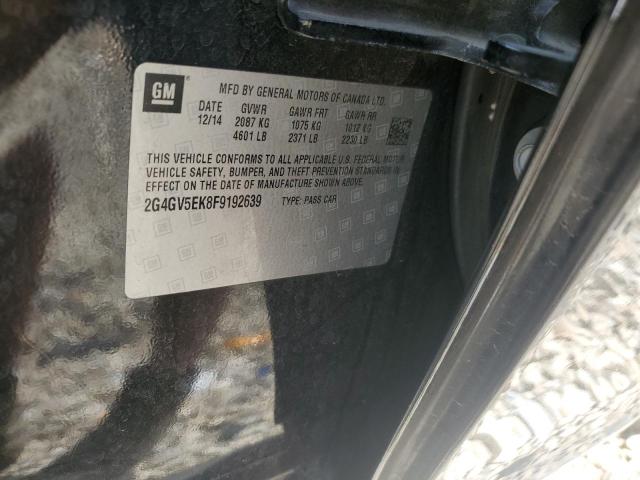 GM
MFD BY GENERAL MOTORS OF CANADA LTD.
DATE GVWR GAWR FRT GAWR RR
12/14 2087 KG 1075 KG 1012 KG
4601 LB 2371 LB 2230 LB
THIS VEHICLE CONFORMS TO ALL APPLICABLE U.S. FEDERAL MOTOR
VEHICLE SAFETY, BUMPER, AND THEFT PREVENTION STANDARDS
IN EFFECT ON THE DATE OF MANUFACTURE SHOWN ABOVE.
2G4GV5EK8F9192639 TYPE: PASS CAR